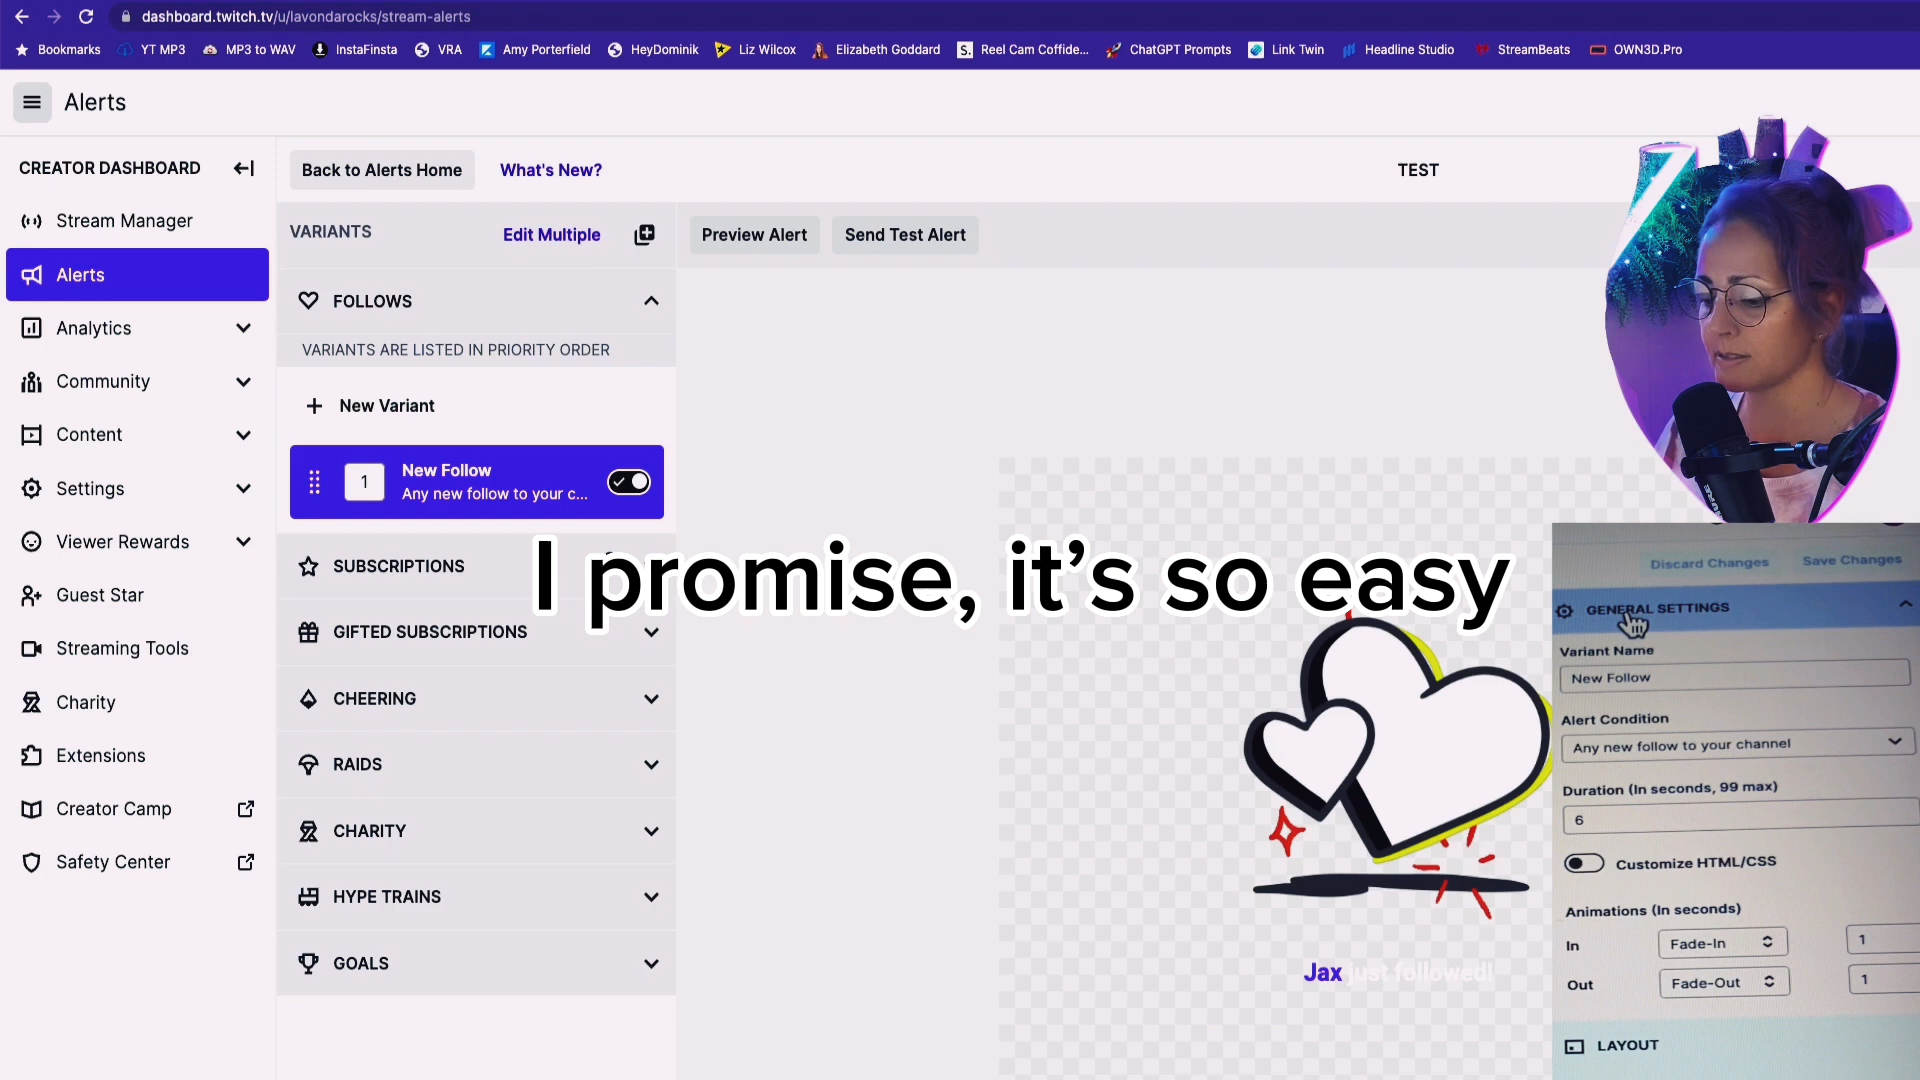 dashboard.twitch.tv/u/lavondarocks/stream-alerts
Bookmarks YT MP3 MP3 to WAV InstaFinsta VRA Amy Porterfield HeyDominik Liz Wilcox Elizabeth Goddard Reel Cam Coffide... ChatGPT Prompts Link Twin Headline Studio StreamBeats OWN3D.Pro
Alerts
CREATOR DASHBOARD
Stream Manager
Alerts
Analytics
Community
Content
Settings
Viewer Rewards
Guest Star
Streaming Tools
Charity
Extensions
Creator Camp
Safety Center
Back to Alerts Home What's New? TEST
VARIANTS Edit Multiple
Preview Alert Send Test Alert
FOLLOWS
VARIANTS ARE LISTED IN PRIORITY ORDER
New Variant
1 New Follow
Any new follow to your c...
SUBSCRIPTIONS
GIFTED SUBSCRIPTIONS
CHEERING
RAIDS
CHARITY
HYPE TRAINS
GOALS
I promise, it's so easy
Jax just followed!
Discard Changes Save Changes
GENERAL SETTINGS
Variant Name
New Follow
Alert Condition
Any new follow to your channel
Duration (In seconds, 99 max)
6
Customize HTML/CSS
Animations (In seconds)
In Fade-In 1
Out Fade-Out 1
LAYOUT